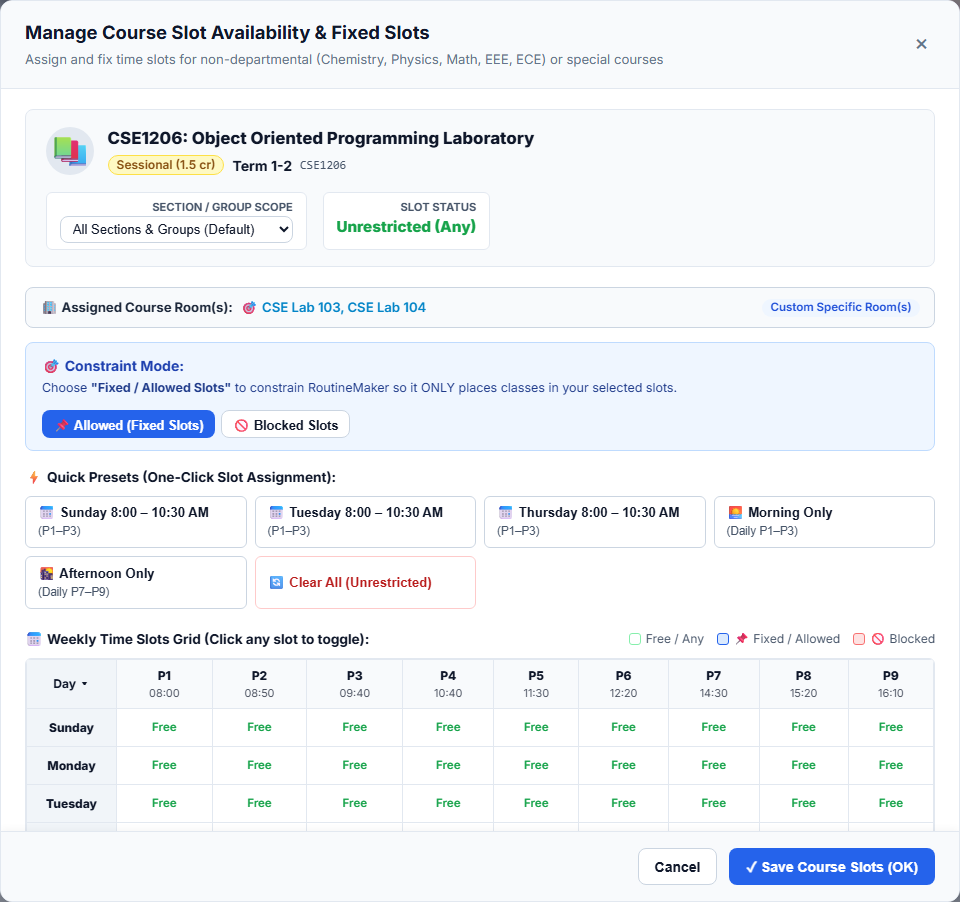 Manage Course Slot Availability & Fixed Slots
Assign and fix time slots for non-departmental (Chemistry, Physics, Math, EEE, ECE) or special courses
CSE1206: Object Oriented Programming Laboratory
Sessional (1.5 cr) Term 1-2 CSE1206
SECTION / GROUP SCOPE
All Sections & Groups (Default)
SLOT STATUS
Unrestricted (Any)
Assigned Course Room(s): CSE Lab 103, CSE Lab 104 Custom Specific Room(s)
Constraint Mode:
Choose "Fixed / Allowed Slots" to constrain RoutineMaker so it ONLY places classes in your selected slots.
Allowed (Fixed Slots) Blocked Slots
Quick Presets (One-Click Slot Assignment):
Sunday 8:00 – 10:30 AM
(P1–P3)
Tuesday 8:00 – 10:30 AM
(P1–P3)
Thursday 8:00 – 10:30 AM
(P1–P3)
Morning Only
(Daily P1–P3)
Afternoon Only
(Daily P7–P9)
Clear All (Unrestricted)
Weekly Time Slots Grid (Click any slot to toggle): Free / Any Fixed / Allowed Blocked
Day P1 P2 P3 P4 P5 P6 P7 P8 P9
08:00 08:50 09:40 10:40 11:30 12:20 14:30 15:20 16:10
Sunday Free Free Free Free Free Free Free Free Free
Monday Free Free Free Free Free Free Free Free Free
Tuesday Free Free Free Free Free Free Free Free Free
Cancel ✓ Save Course Slots (OK)